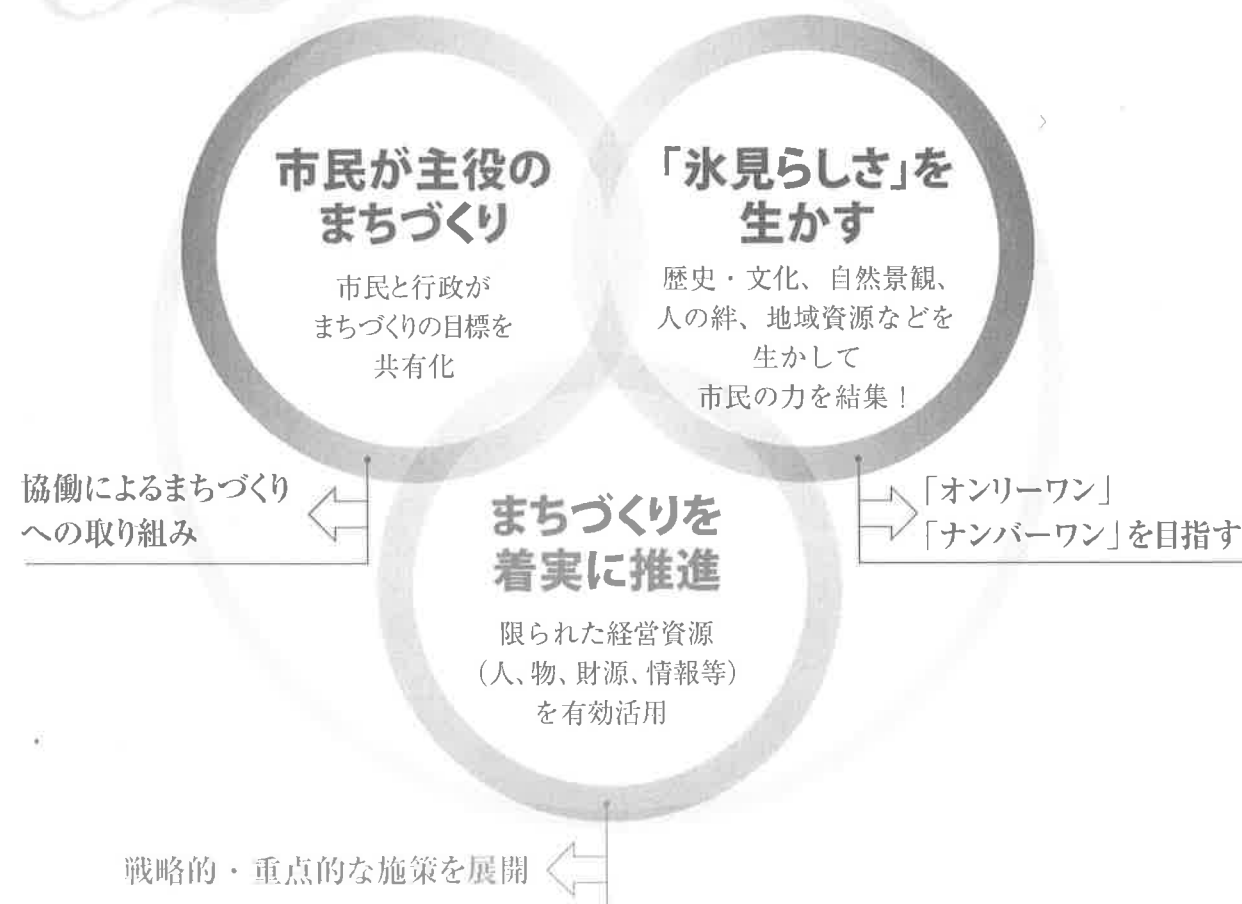 市民が主役の
まちづくり
市民と行政が
まちづくりの目標を
共有化
「氷見らしさ」を
生かす
歴史・文化、自然景観、
人の絆、地域資源などを
生かして
市民の力を結集！
協働によるまちづくり
への取り組み
「オンリーワン」
「ナンバーワン」を目指す
まちづくりを
着実に推進
限られた経営資源
（人、物、財源、情報等）
を有効活用
戦略的・重点的な施策を展開